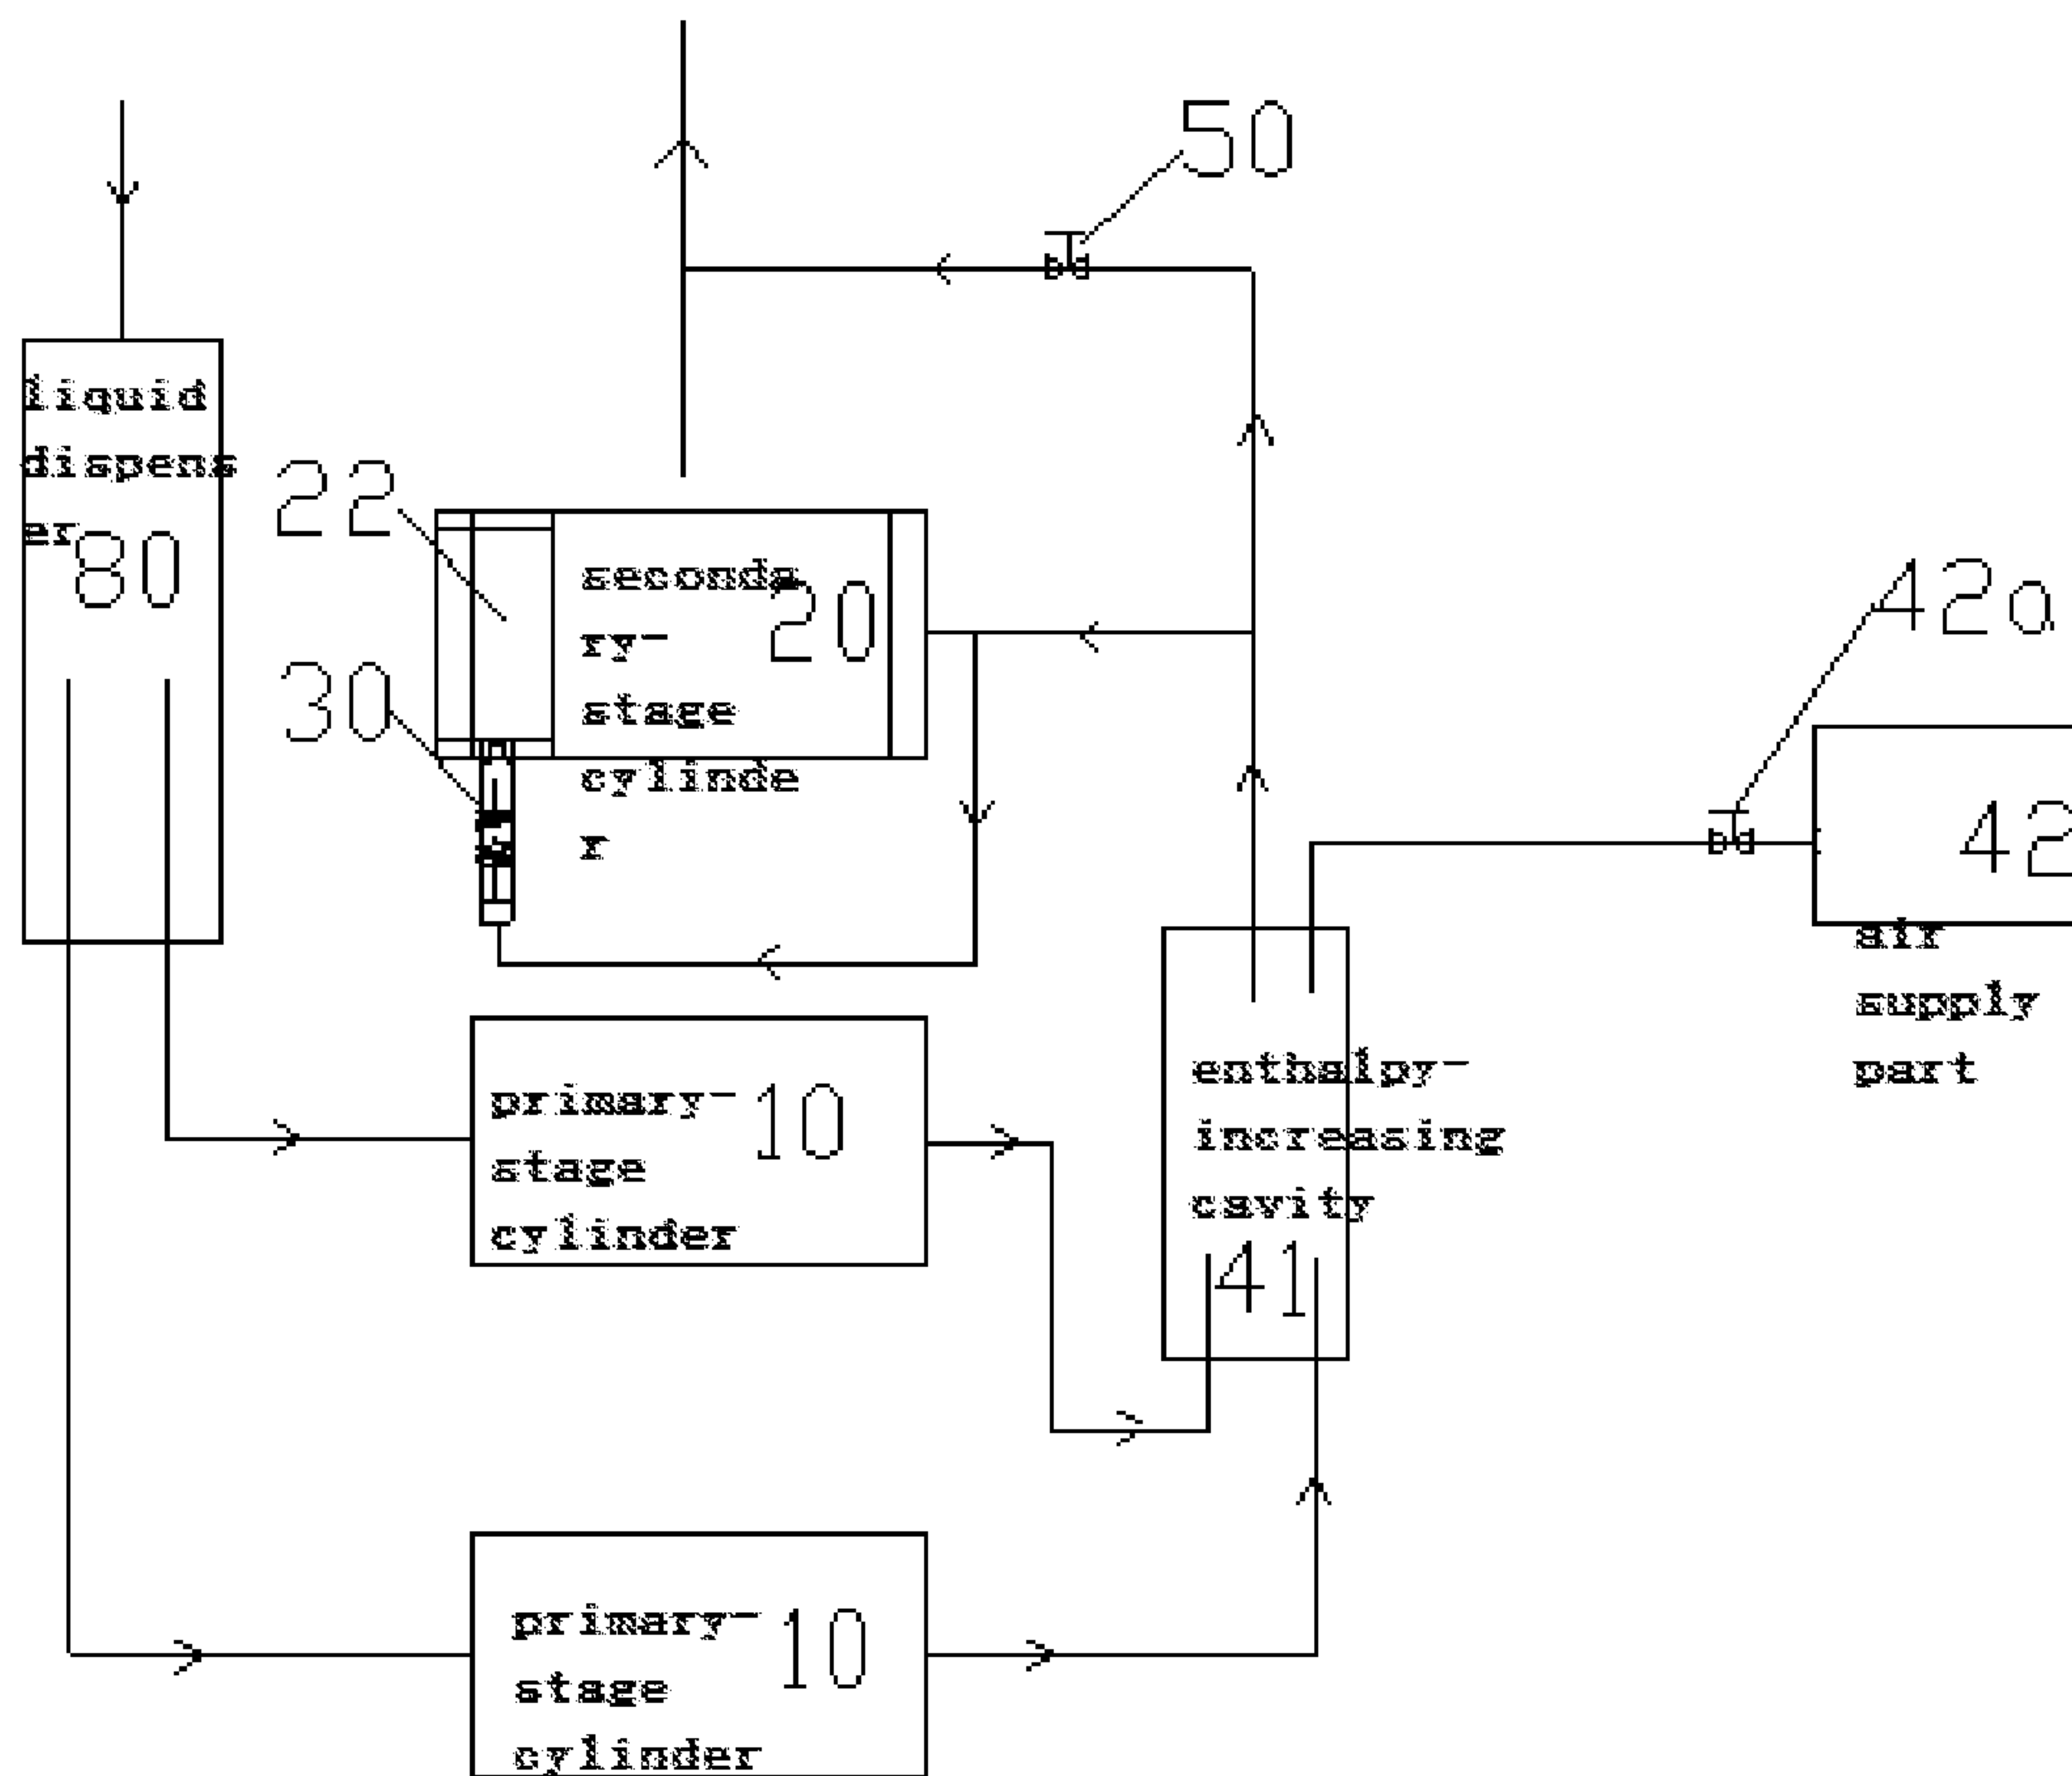 50
liquid
dispens
er
80
22
seconda
ry-
stage
cylinde
r
20
30
42a
42
air
supply
part
primary-
stage
cylinder
10
enthalpy-
increasing
cavity
41
primary-
stage
cylinder
10